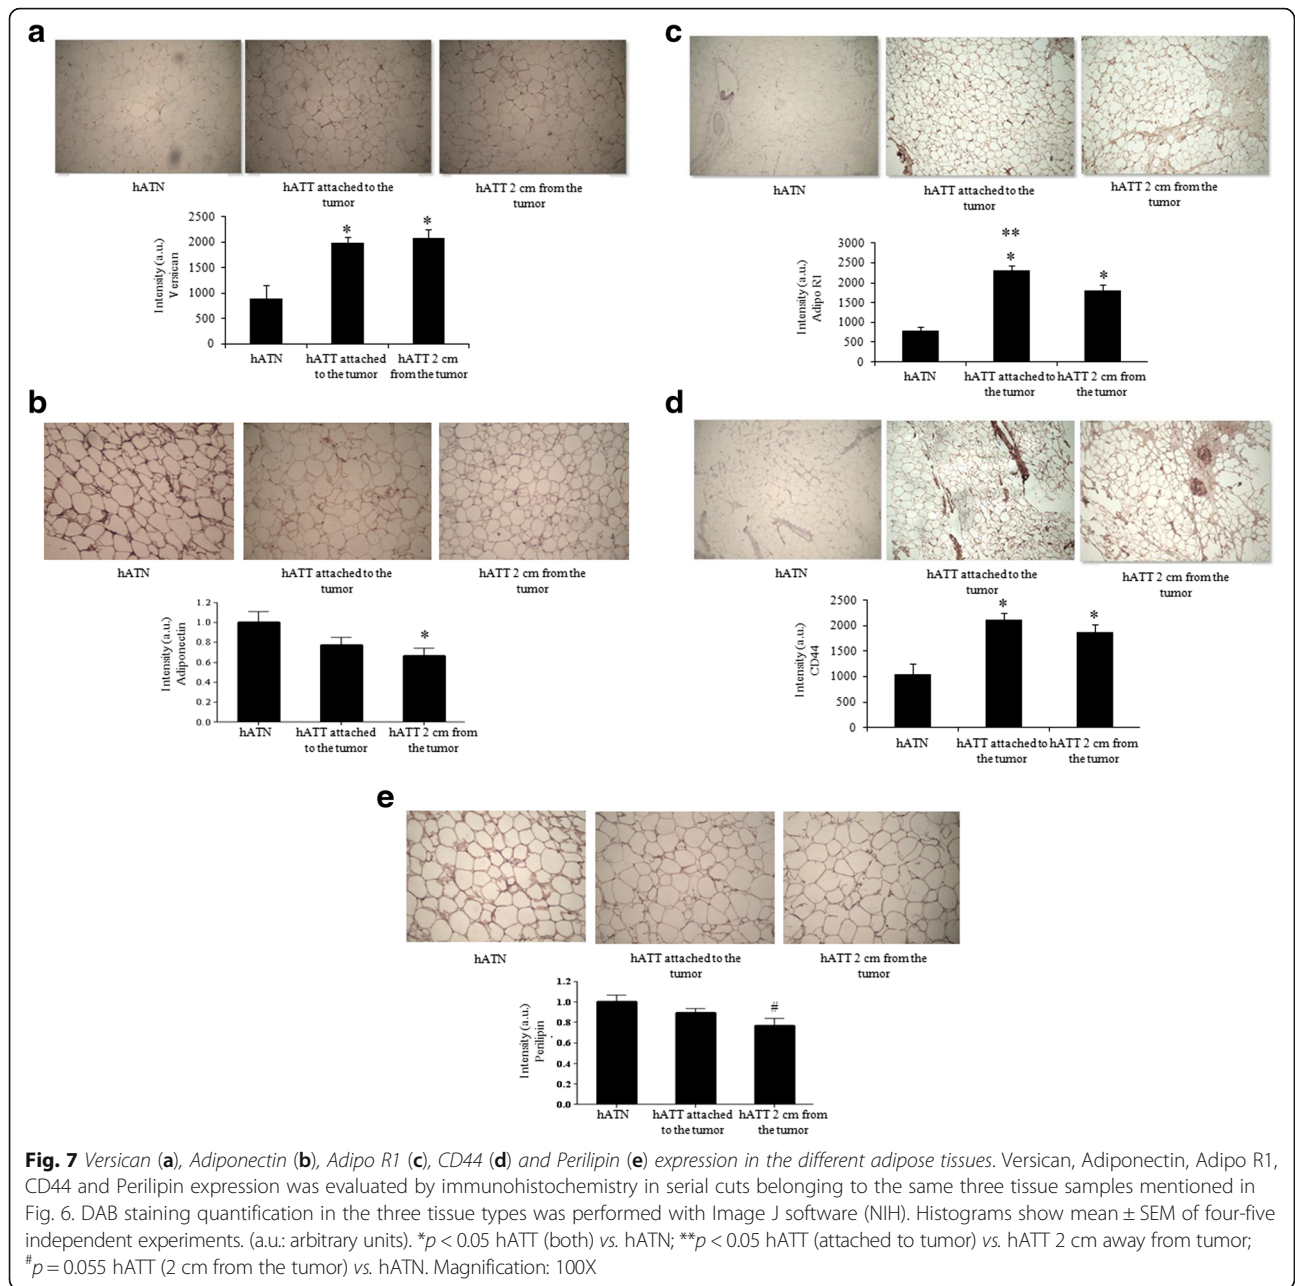 a
hATN
hATT attached to the
tumor
hATT 2 cm from the
tumor
Intensity (a.u.)
Versican
2500
2000
1500
1000
500
0
*
*
hATN
hATT attached
to the tumor
hATT 2 cm
from the tumor
b
hATN
hATT attached to the
tumor
hATT 2 cm from the
tumor
Intensity (a.u.)
Adiponectin
1.2
1.0
0.8
0.6
0.4
0.2
0.0
*
hATN
hATT attached
to the tumor
hATT 2 cm from
the tumor
c
hATN
hATT attached to the
tumor
hATT 2 cm from the
tumor
Intensity (a.u.)
Adipo R1
3000
2500
2000
1500
1000
500
0
**
*
*
hATN
hATT attached to
the tumor
hATT 2 cm from
the tumor
d
hATN
hATT attached to the
tumor
hATT 2 cm from the
tumor
Intensity (a.u.)
CD44
2500
2000
1500
1000
500
0
*
*
hATN
hATT attached to
the tumor
hATT 2 cm from
the tumor
e
hATN
hATT attached to the
tumor
hATT 2 cm from the
tumor
Intensity (a.u.)
Perilipin
1.2
1.0
0.8
0.6
0.4
0.2
0.0
#
hATN
hATT attached
to the tumor
hATT 2 cm from
the tumor
Fig. 7 Versican (a), Adiponectin (b), Adipo R1 (c), CD44 (d) and Perilipin (e) expression in the different adipose tissues. Versican, Adiponectin, Adipo R1,
CD44 and Perilipin expression was evaluated by immunohistochemistry in serial cuts belonging to the same three tissue samples mentioned in
Fig. 6. DAB staining quantification in the three tissue types was performed with Image J software (NIH). Histograms show mean ± SEM of four-five
independent experiments. (a.u.: arbitrary units). *p < 0.05 hATT (both) vs. hATN; **p < 0.05 hATT (attached to tumor) vs. hATT 2 cm away from tumor;
#p = 0.055 hATT (2 cm from the tumor) vs. hATN. Magnification: 100X